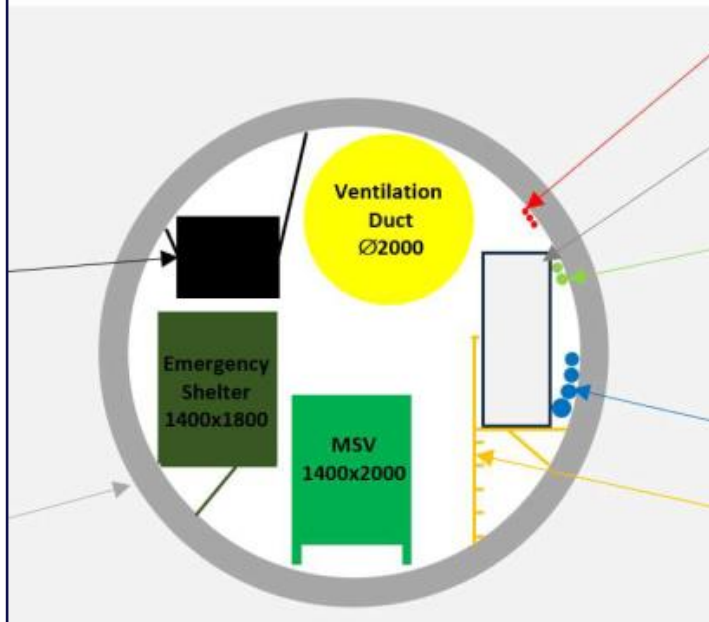 Ventilation
Duct
∅2000
Emergency
Shelter
1400x1800
MSV
1400x2000